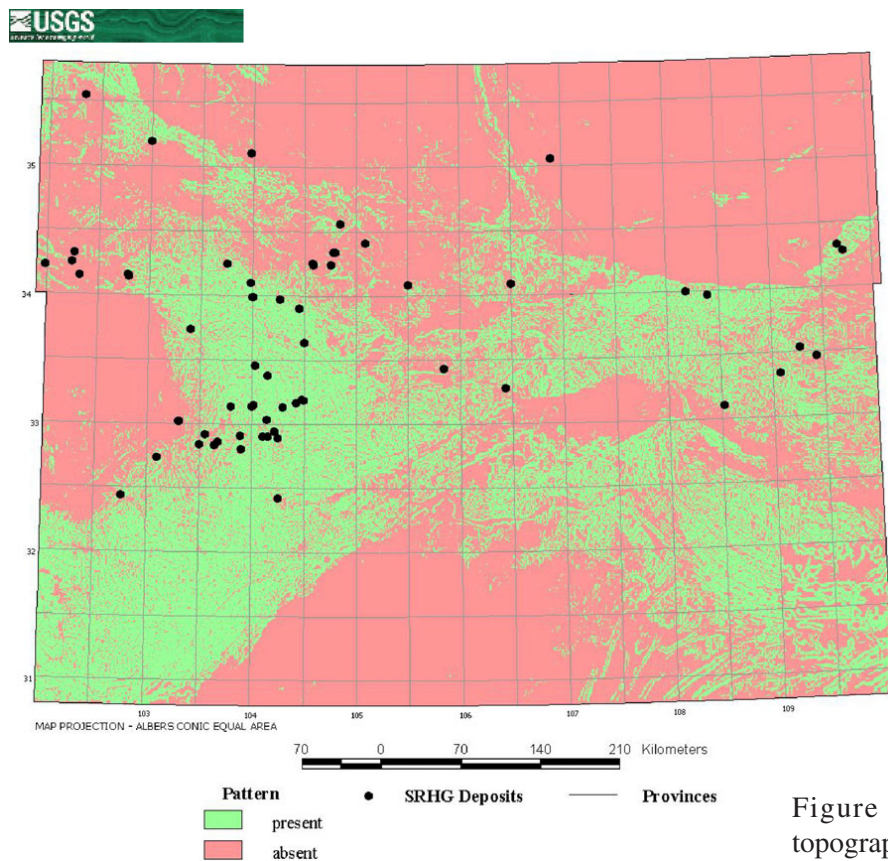 USGS
35
34
33
32
31
103 104 105 106 107 108 109
MAP PROJECTION - ALBERS CONIC EQUAL AREA
70 0 70 140 210 Kilometers
Pattern SRHG Deposits Provinces
present
absent
Figure
topograp